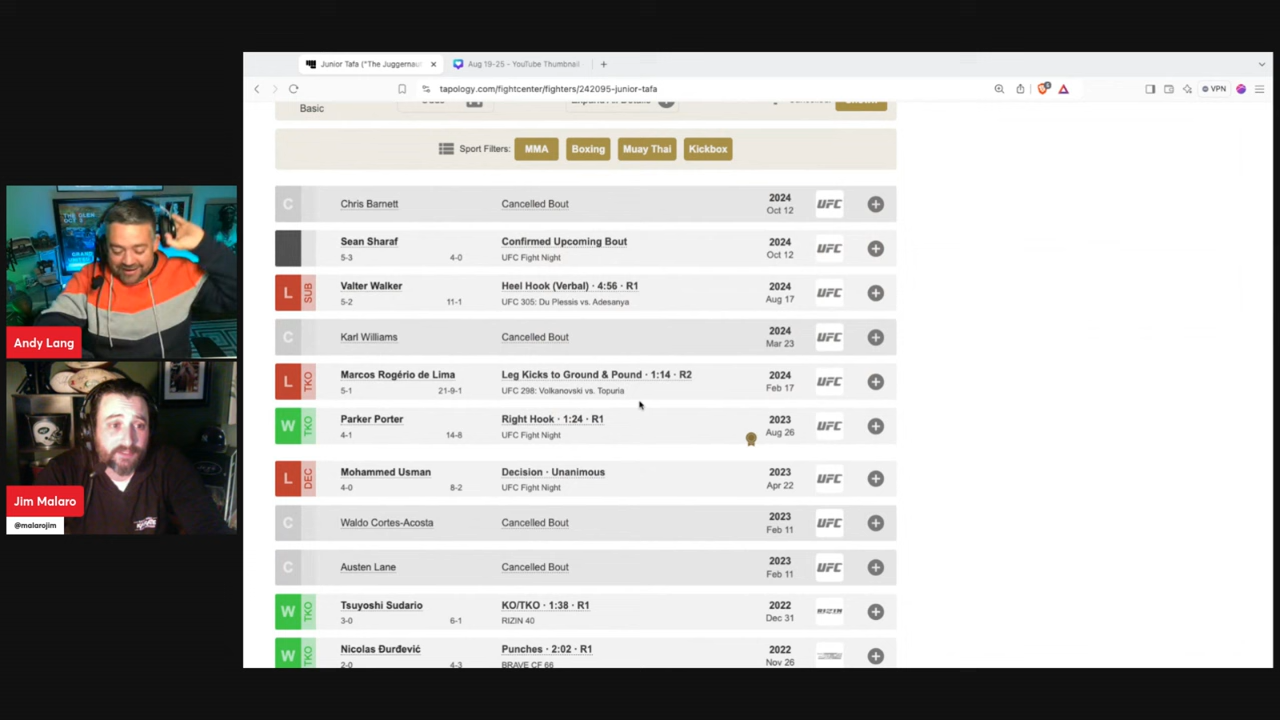 Junior Tafa ("The Juggernau
Aug 19-25 - YouTube Thumbnail
tapology.com/fightcenter/fighters/242095-junior-tafa
VPN
Basic
Sport Filters: MMA Boxing Muay Thai Kickbox
C Chris Barnett Cancelled Bout 2024 UFC
Oct 12
Sean Sharaf Confirmed Upcoming Bout 2024 UFC
5-3 4-0 UFC Fight Night Oct 12
L SUB Valter Walker Heel Hook (Verbal) · 4:56 · R1 2024 UFC
5-2 11-1 UFC 305: Du Plessis vs. Adesanya Aug 17
C Karl Williams Cancelled Bout 2024 UFC
Mar 23
L TKO Marcos Rogério de Lima Leg Kicks to Ground & Pound · 1:14 · R2 2024 UFC
5-1 21-9-1 UFC 298: Volkanovski vs. Topuria Feb 17
W TKO Parker Porter Right Hook · 1:24 · R1 2023 UFC
4-1 14-8 UFC Fight Night Aug 26
L DEC Mohammed Usman Decision · Unanimous 2023 UFC
4-0 8-2 UFC Fight Night Apr 22
C Waldo Cortes-Acosta Cancelled Bout 2023 UFC
Feb 11
C Austen Lane Cancelled Bout 2023 UFC
Feb 11
W TKO Tsuyoshi Sudario KO/TKO · 1:38 · R1 2022 RIZIN
3-0 6-1 RIZIN 40 Dec 31
W TKO Nicolas Đurđević Punches · 2:02 · R1 2022
2-0 4-3 BRAVE CF 66 Nov 26
Andy Lang
Jim Malaro
@malarojim